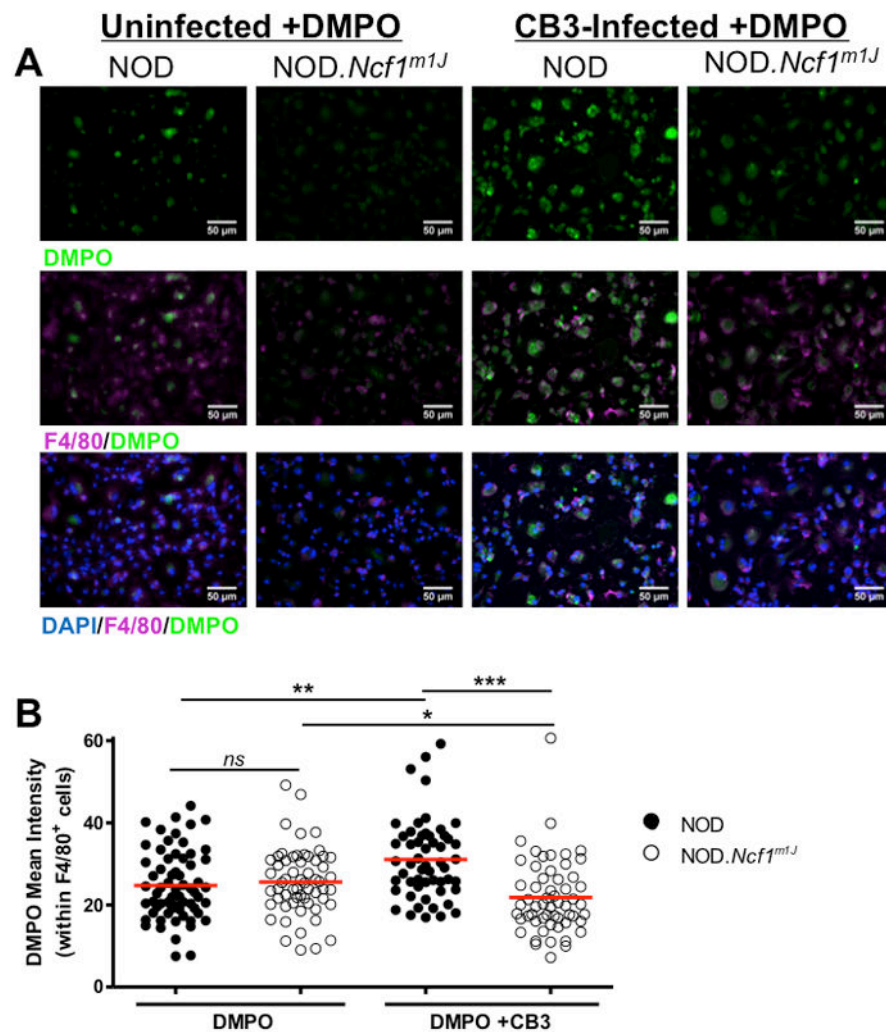 Uninfected +DMPO CB3-Infected +DMPO
A
NOD NOD.Ncf1m1J NOD NOD.Ncf1m1J
50 µm 50 µm 50 µm 50 µm
DMPO
50 µm 50 µm 50 µm 50 µm
F4/80/DMPO
50 µm 50 µm 50 µm 50 µm
DAPI/F4/80/DMPO
B
** ***
*
ns
60
40
20
0
DMPO Mean Intensity
(within F4/80+ cells)
NOD
NOD.Ncf1m1J
DMPO DMPO +CB3